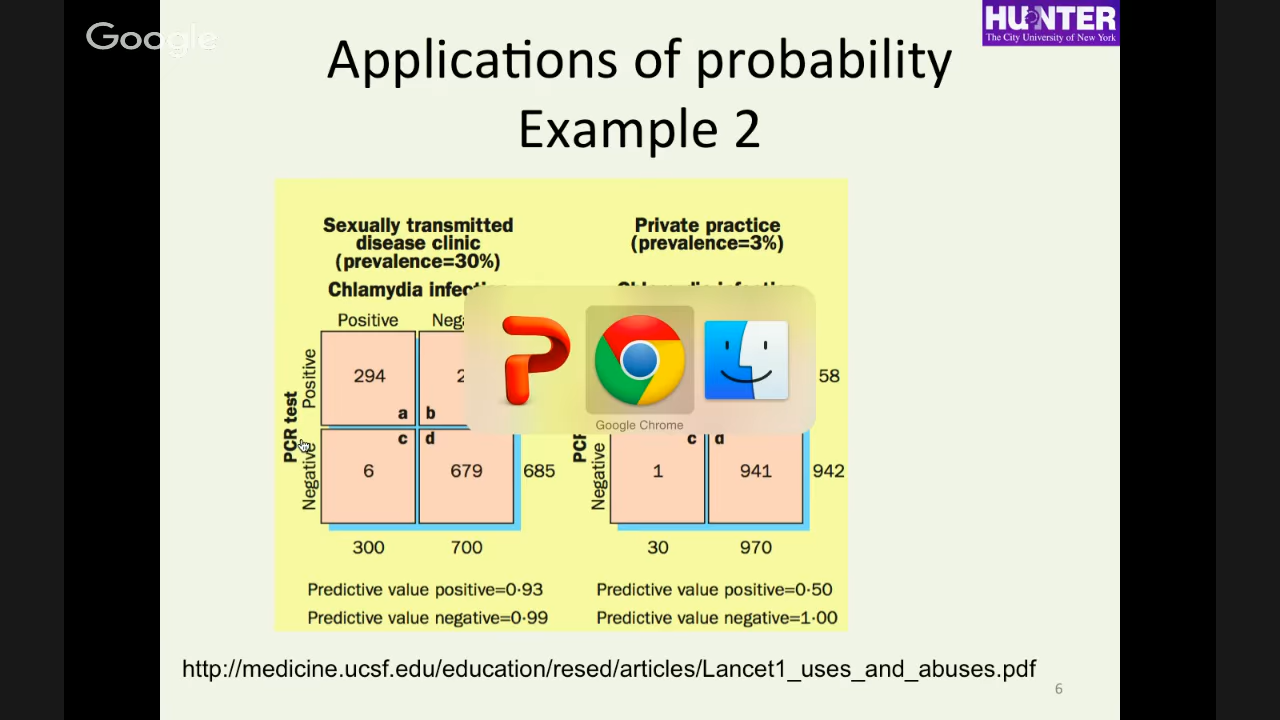 Google
HUNTER
The City University of New York
Applications of probability
Example 2
Sexually transmitted
disease clinic
(prevalence=30%)
Private practice
(prevalence=3%)
Chlamydia infection
Chlamydia infection
Positive
294
a
b
58
PCR test
Positive
Negative
c
d
6
679
685
Negative
c
d
1
941
942
300
700
30
970
Google Chrome
Predictive value positive=0·93
Predictive value negative=0·99
Predictive value positive=0·50
Predictive value negative=1·00
http://medicine.ucsf.edu/education/resed/articles/Lancet1_uses_and_abuses.pdf
6